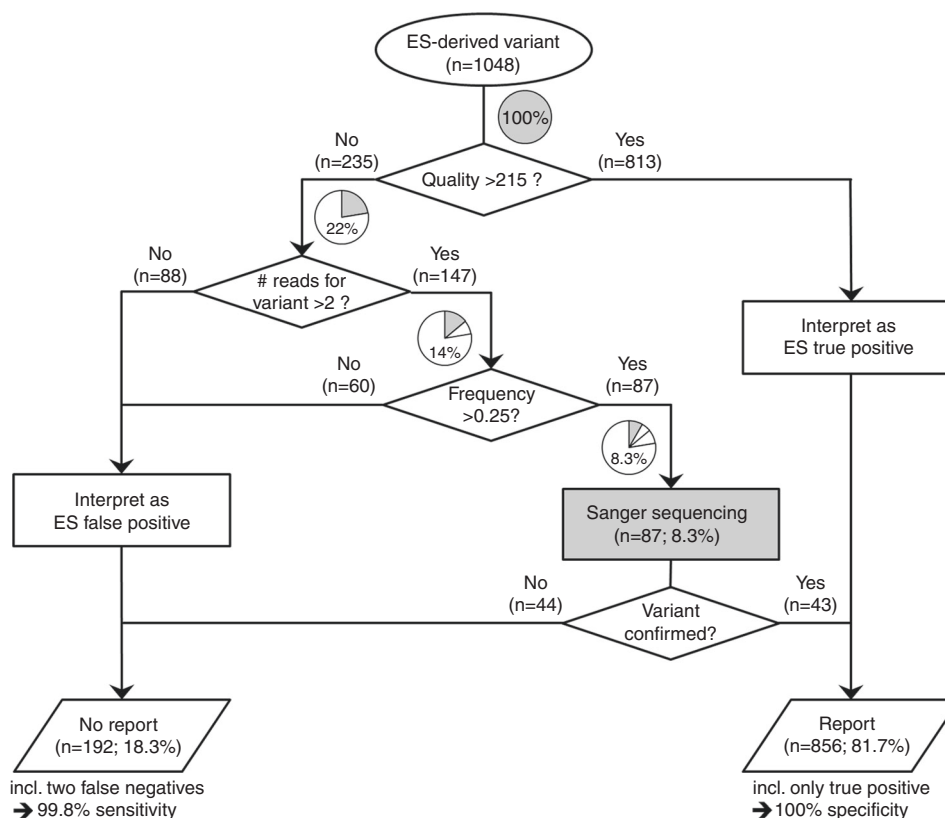 ES-derived variant
(n=1048)
100%
No
(n=235)
Yes
(n=813)
Quality >215 ?
22%
No
(n=88)
Yes
(n=147)
# reads for
variant >2 ?
14%
Interpret as
ES true positive
No
(n=60)
Yes
(n=87)
Frequency
>0.25?
8.3%
Interpret as
ES false positive
Sanger sequencing
(n=87; 8.3%)
No
(n=44)
Yes
(n=43)
Variant
confirmed?
No report
(n=192; 18.3%)
Report
(n=856; 81.7%)
incl. two false negatives
➔ 99.8% sensitivity
incl. only true positive
➔ 100% specificity